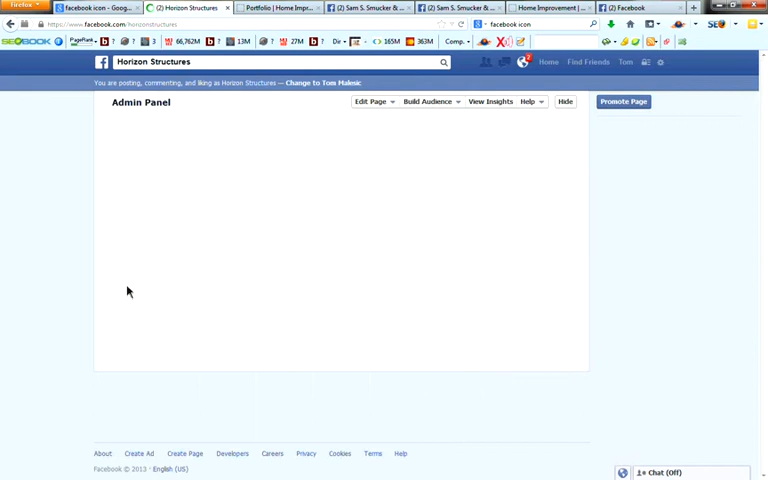 Firefox
facebook icon - Goog...
(2) Horizon Structures
Portfolio | Home Impr...
(2) Sam S. Smucker & ...
(2) Sam S. Smucker & ...
Home Improvement | ...
(2) Facebook
https://www.facebook.com/horizonstructures
facebook icon
SEO
SEOBOOK
PageRank
?
?
3
66,762M
?
?
13M
?
27M
?
Dir
165M
363M
Comp.
Horizon Structures
2
Home
Find Friends
Tom
You are posting, commenting, and liking as Horizon Structures — Change to Tom Malesic
Admin Panel
Edit Page
Build Audience
View Insights
Help
Hide
Promote Page
About
Create Ad
Create Page
Developers
Careers
Privacy
Cookies
Terms
Help
Facebook © 2013 · English (US)
Chat (Off)